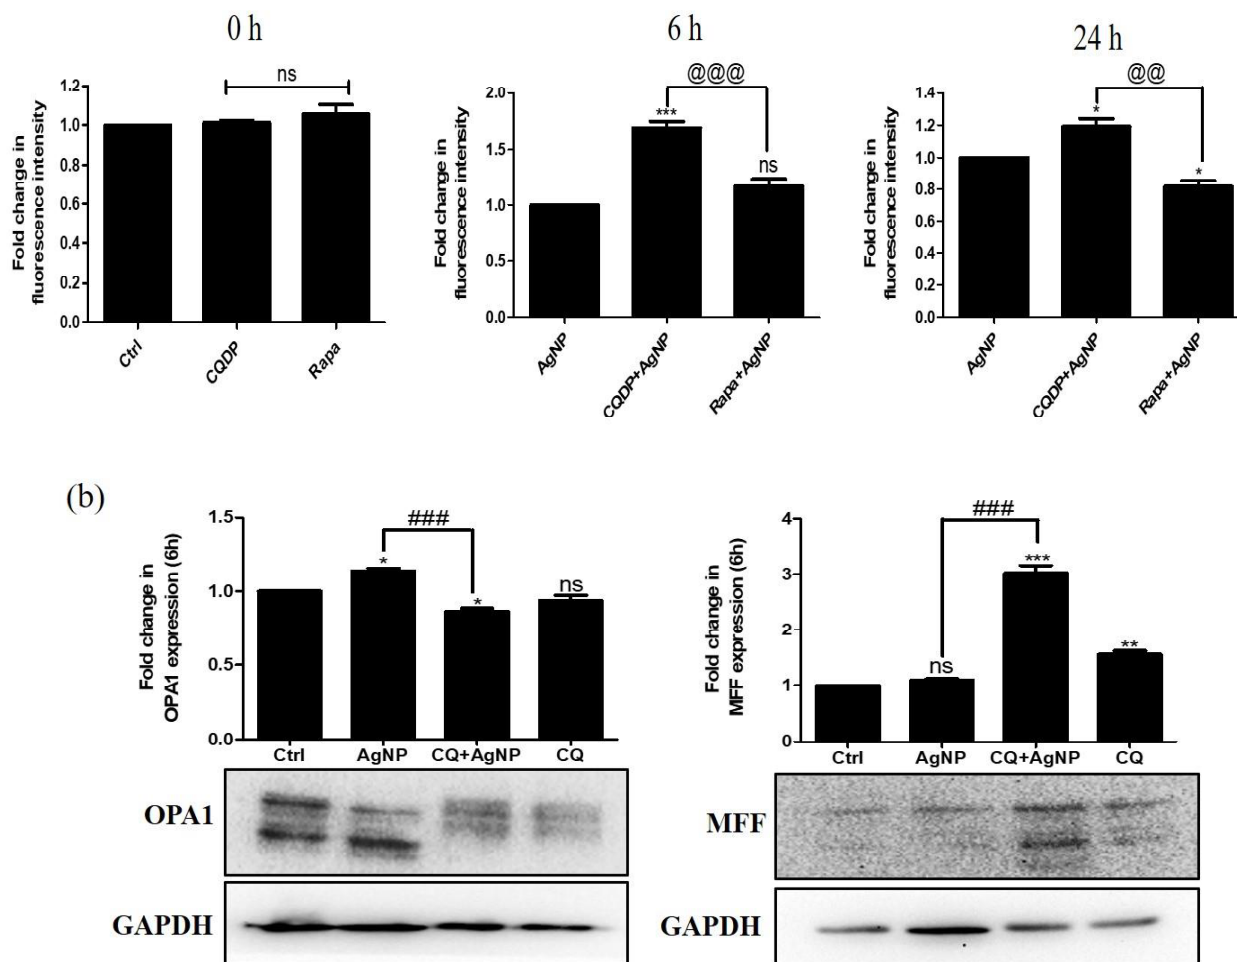 0 h
Fold change in
fluorescence intensity
1.2
1.0
0.8
0.6
0.4
0.2
0.0
ns
Ctrl
CQDP
Rapa
6 h
Fold change in
fluorescence intensity
2.0
1.5
1.0
0.5
0.0
@@@
***
ns
AgNP
CQDP+AgNP
Rapa+AgNP
24 h
Fold change in
fluorescence intensity
1.4
1.2
1.0
0.8
0.6
0.4
0.2
0.0
@@
*
*
AgNP
CQDP+AgNP
Rapa+AgNP
(b)
Fold change in
OPA1 expression (6h)
1.5
1.0
0.5
0.0
###
*
*
ns
Ctrl AgNP CQ+AgNP CQ
OPA1
GAPDH
Fold change in
MFF expression (6h)
4
3
2
1
0
###
ns
***
**
Ctrl AgNP CQ+AgNP CQ
MFF
GAPDH